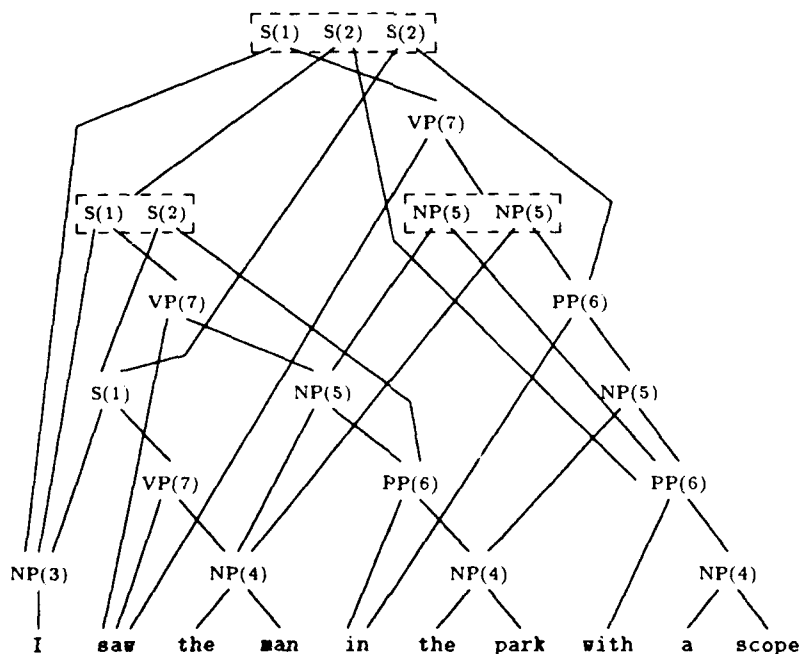 S(1) S(2) S(2)
VP(7)
S(1) S(2) NP(5) NP(5)
VP(7) PP(6)
S(1) NP(5) NP(5)
VP(7) PP(6) PP(6)
NP(3) NP(4) NP(4) NP(4)
I saw the man in the park with a scope